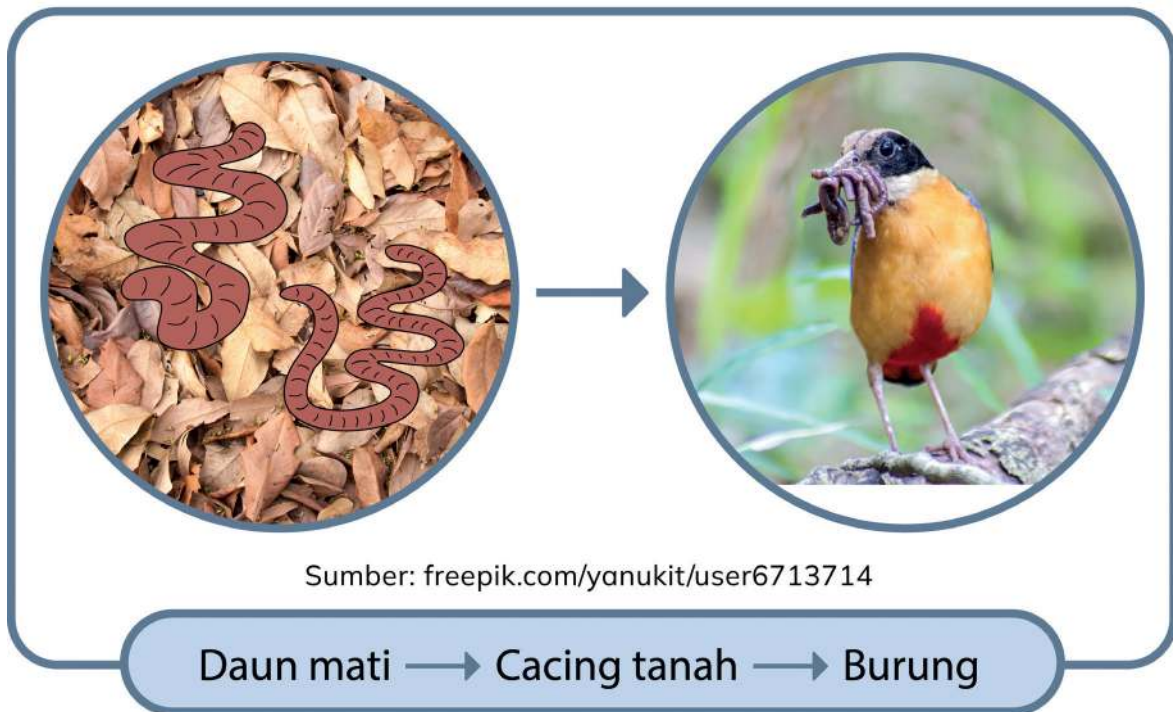 Sumber: freepik.com/yanukit/user6713714
Daun mati → Cacing tanah → Burung